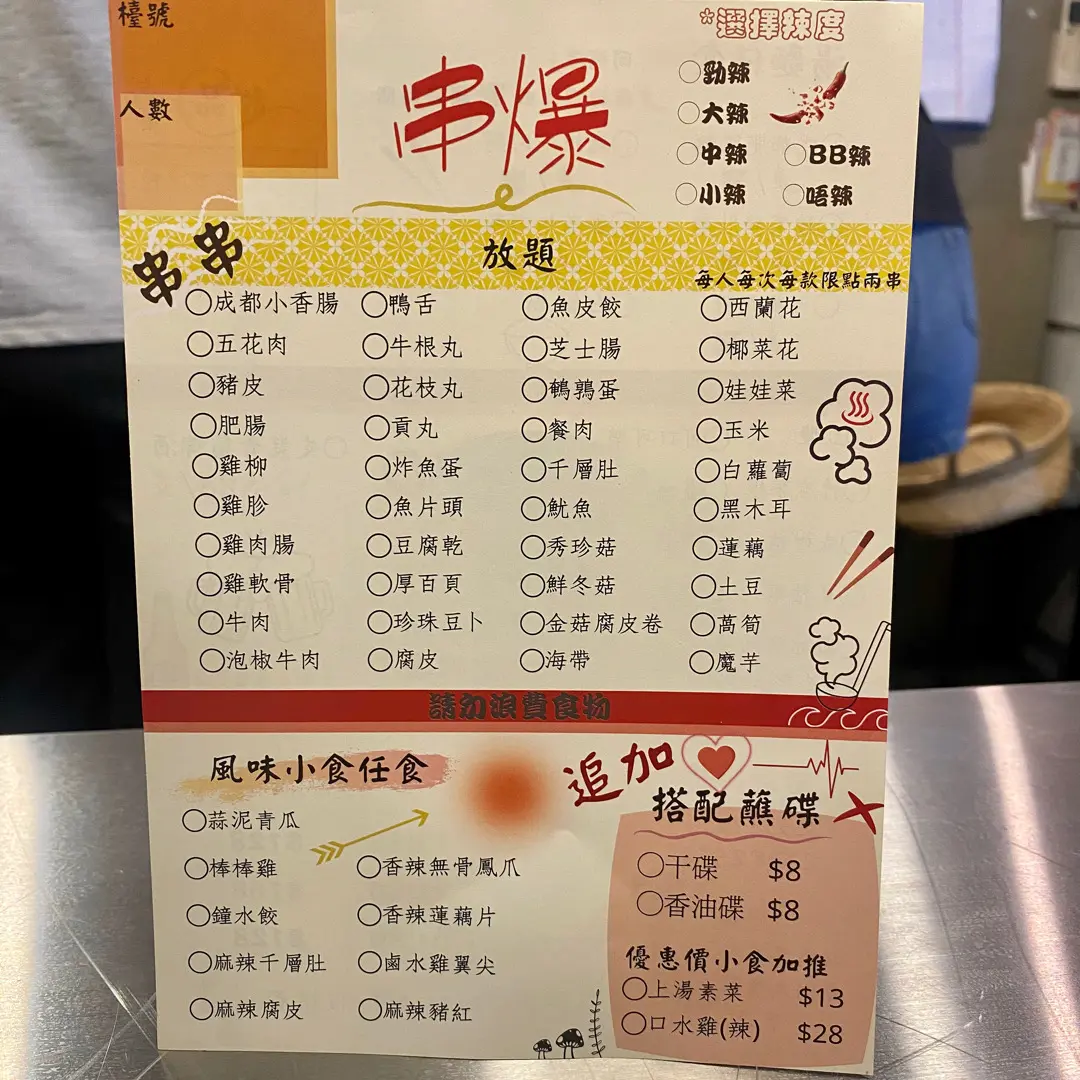 檯號
人數
串爆
*選擇辣度
勁辣
大辣
中辣
BB辣
小辣
唔辣
串串
放題
每人每次每款限點兩串
成都小香腸
鴨舌
魚皮餃
西蘭花
五花肉
牛根丸
芝士腸
椰菜花
豬皮
花枝丸
鵪鶉蛋
娃娃菜
肥腸
貢丸
餐肉
玉米
雞柳
炸魚蛋
千層肚
白蘿蔔
雞胗
魚片頭
魷魚
黑木耳
雞肉腸
豆腐乾
秀珍菇
蓮藕
雞軟骨
厚百頁
鮮冬菇
土豆
牛肉
珍珠豆卜
金菇腐皮卷
萵筍
泡椒牛肉
腐皮
海帶
魔芋
請勿浪費食物
風味小食任食
蒜泥青瓜
棒棒雞
香辣無骨鳳爪
鐘水餃
香辣蓮藕片
麻辣千層肚
鹵水雞翼尖
麻辣腐皮
麻辣豬紅
追加
搭配蘸碟
干碟 $8
香油碟 $8
優惠價小食加推
上湯素菜 $13
口水雞(辣) $28